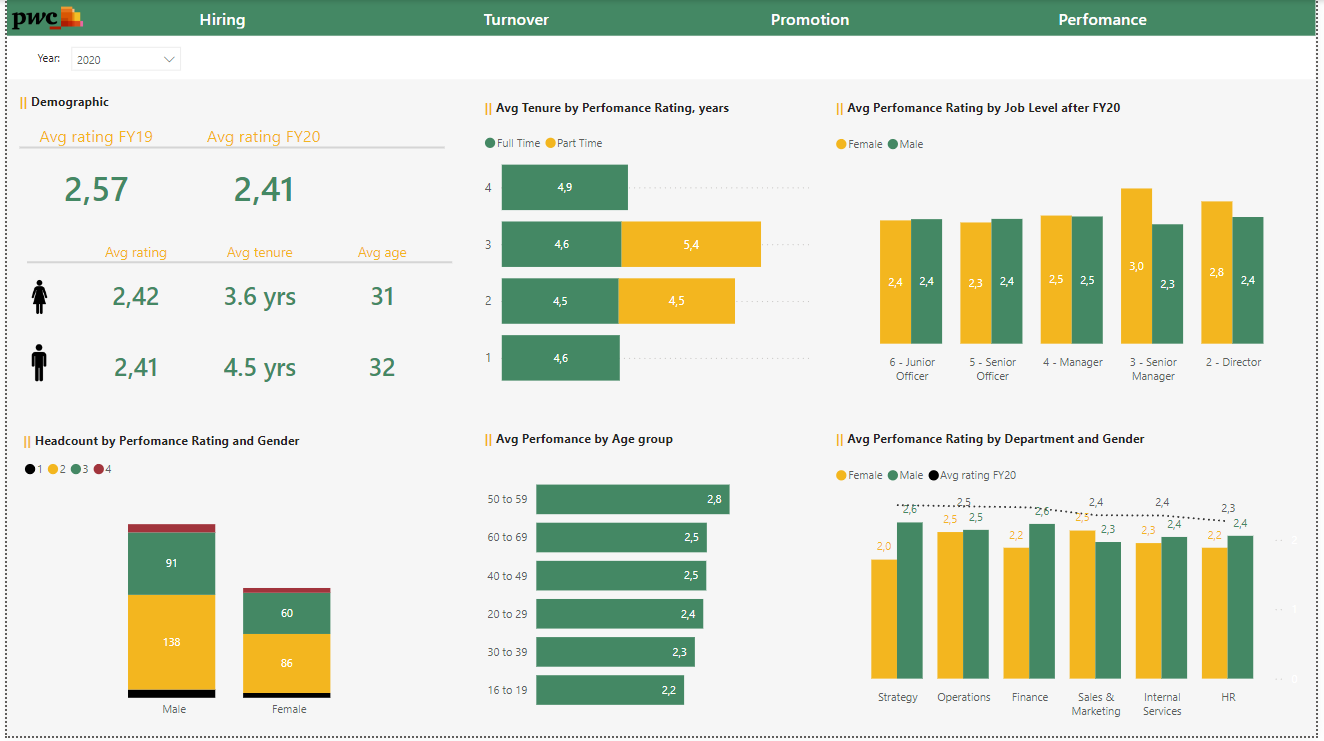 pwc
Hiring
Turnover
Promotion
Perfomance
Year:
2020
|| Demographic
Avg rating FY19
Avg rating FY20
2,57
2,41
Avg rating
Avg tenure
Avg age
2,42
3.6 yrs
31
2,41
4.5 yrs
32
|| Avg Tenure by Perfomance Rating, years
Full Time
Part Time
4
4,9
3
4,6
5,4
2
4,5
4,5
1
4,6
|| Avg Perfomance Rating by Job Level after FY20
Female
Male
2,4
2,4
2,3
2,4
2,5
2,5
3,0
2,3
2,8
2,4
6 - Junior
Officer
5 - Senior
Officer
4 - Manager
3 - Senior
Manager
2 - Director
|| Headcount by Perfomance Rating and Gender
1
2
3
4
91
138
60
86
Male
Female
|| Avg Perfomance by Age group
50 to 59
2,8
60 to 69
2,5
40 to 49
2,5
20 to 29
2,4
30 to 39
2,3
16 to 19
2,2
|| Avg Perfomance Rating by Department and Gender
Female
Male
Avg rating FY20
2,6
2,5
2,6
2,4
2,4
2,3
2,0
2,5
2,5
2,2
2,5
2,3
2,3
2,4
2,2
2,4
2
1
0
Strategy
Operations
Finance
Sales &
Marketing
Internal
Services
HR